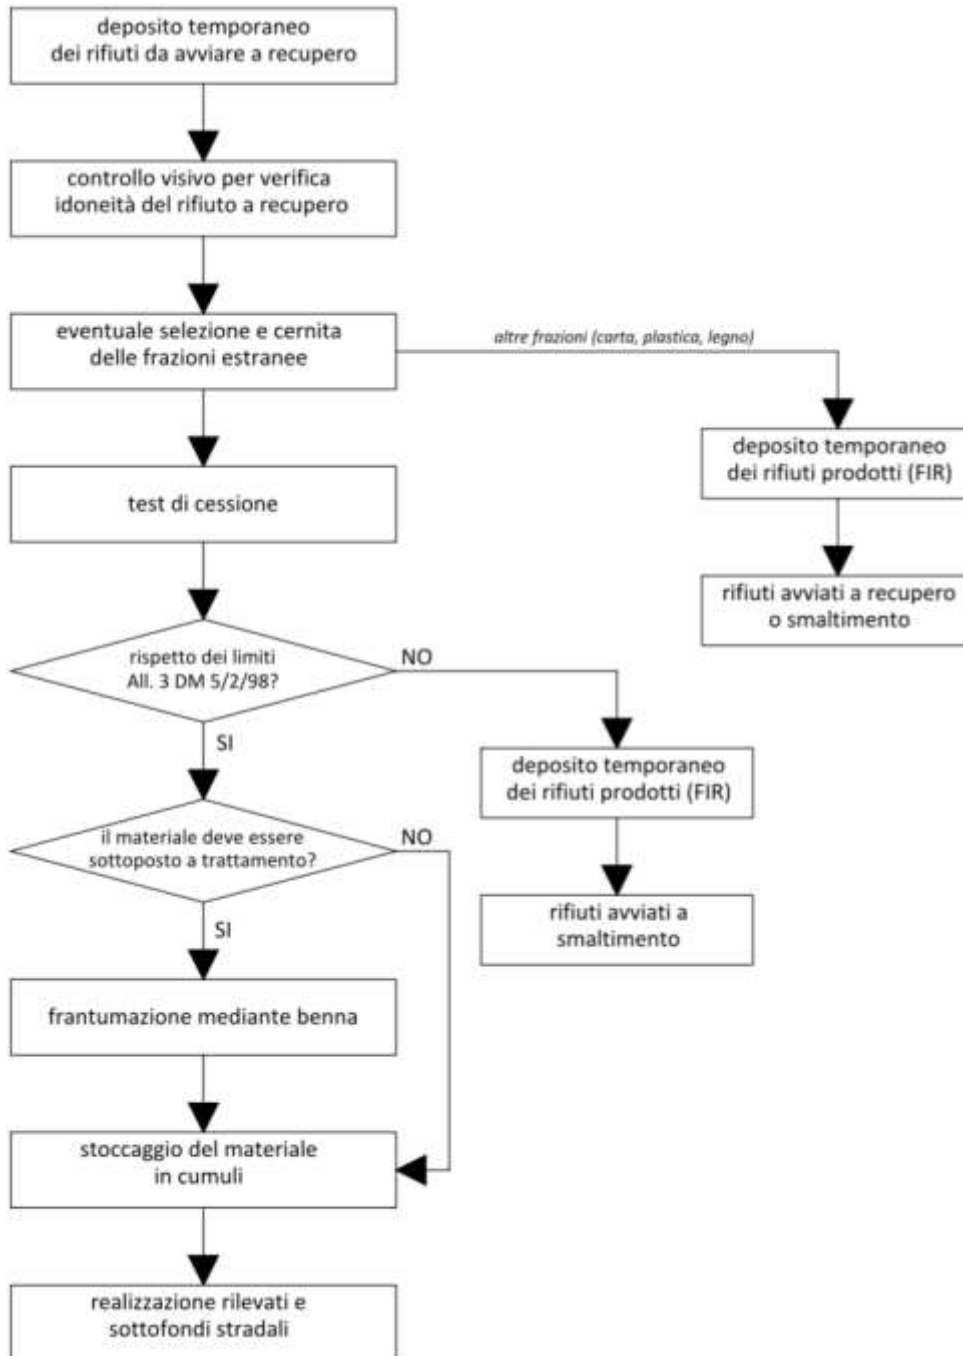 deposito temporaneo
dei rifiuti da avviare a recupero
controllo visivo per verifica
idoneità del rifiuto a recupero
eventuale selezione e cernita
delle frazioni estranee
altre frazioni (carta, plastica, legno)
deposito temporaneo
dei rifiuti prodotti (FIR)
rifiuti avviati a recupero
o smaltimento
test di cessione
rispetto dei limiti
All. 3 DM 5/2/98?
NO
SI
deposito temporaneo
dei rifiuti prodotti (FIR)
rifiuti avviati a
smaltimento
il materiale deve essere
sottoposto a trattamento?
NO
SI
frantumazione mediante benna
stoccaggio del materiale
in cumuli
realizzazione rilevati e
sottofondi stradali